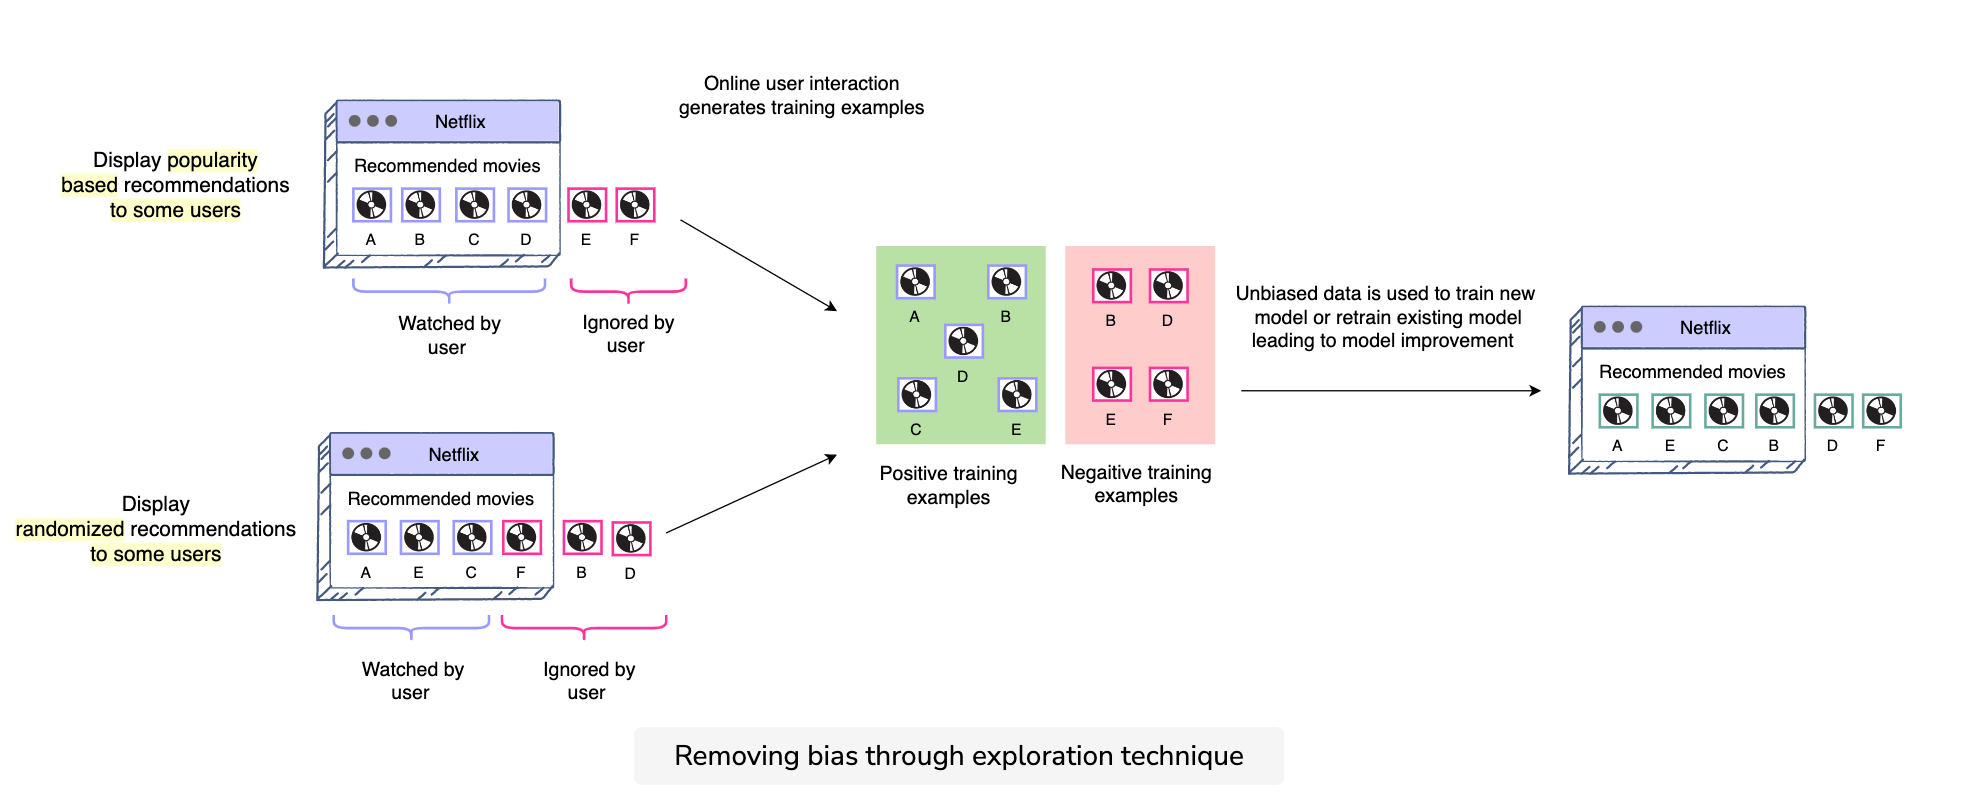 Online user interaction
generates training examples
Netflix
Display popularity
based recommendations
to some users
Recommended movies
A B C D E F
Watched by
user
Ignored by
user
Display
randomized recommendations
to some users
Netflix
Recommended movies
A E C F B D
Watched by
user
Ignored by
user
A B
D
C E
Positive training
examples
B D
E F
Negaitive training
examples
Unbiased data is used to train new
model or retrain existing model
leading to model improvement
Netflix
Recommended movies
A E C B D F
Removing bias through exploration technique